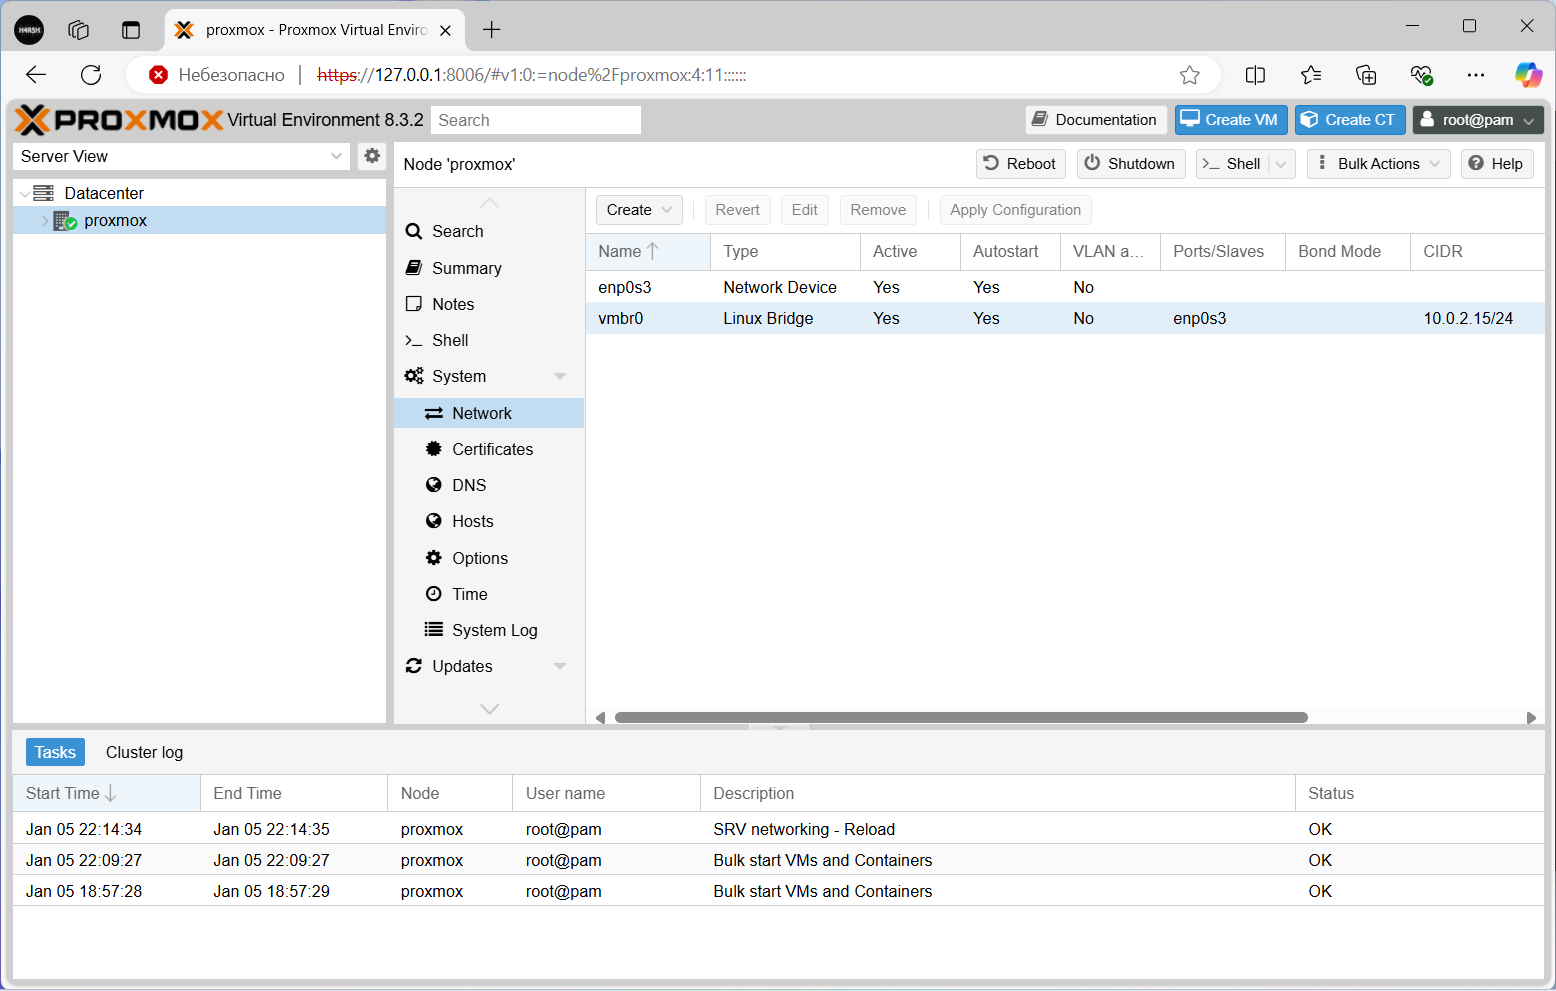 H4RSH
proxmox - Proxmox Virtual Enviro
Небезопасно
https://127.0.0.1:8006/#v1:0:=node%2Fproxmox:4:11::::::
PROXMOX Virtual Environment 8.3.2
Search
Documentation
Create VM
Create CT
root@pam
Server View
Node 'proxmox'
Reboot
Shutdown
Shell
Bulk Actions
Help
Datacenter
proxmox
Search
Summary
Notes
Shell
System
Network
Certificates
DNS
Hosts
Options
Time
System Log
Updates
Create
Revert
Edit
Remove
Apply Configuration
Name Type Active Autostart VLAN a... Ports/Slaves Bond Mode CIDR
enp0s3 Network Device Yes Yes No
vmbr0 Linux Bridge Yes Yes No enp0s3 10.0.2.15/24
Tasks
Cluster log
Start Time End Time Node User name Description Status
Jan 05 22:14:34 Jan 05 22:14:35 proxmox root@pam SRV networking - Reload OK
Jan 05 22:09:27 Jan 05 22:09:27 proxmox root@pam Bulk start VMs and Containers OK
Jan 05 18:57:28 Jan 05 18:57:29 proxmox root@pam Bulk start VMs and Containers OK